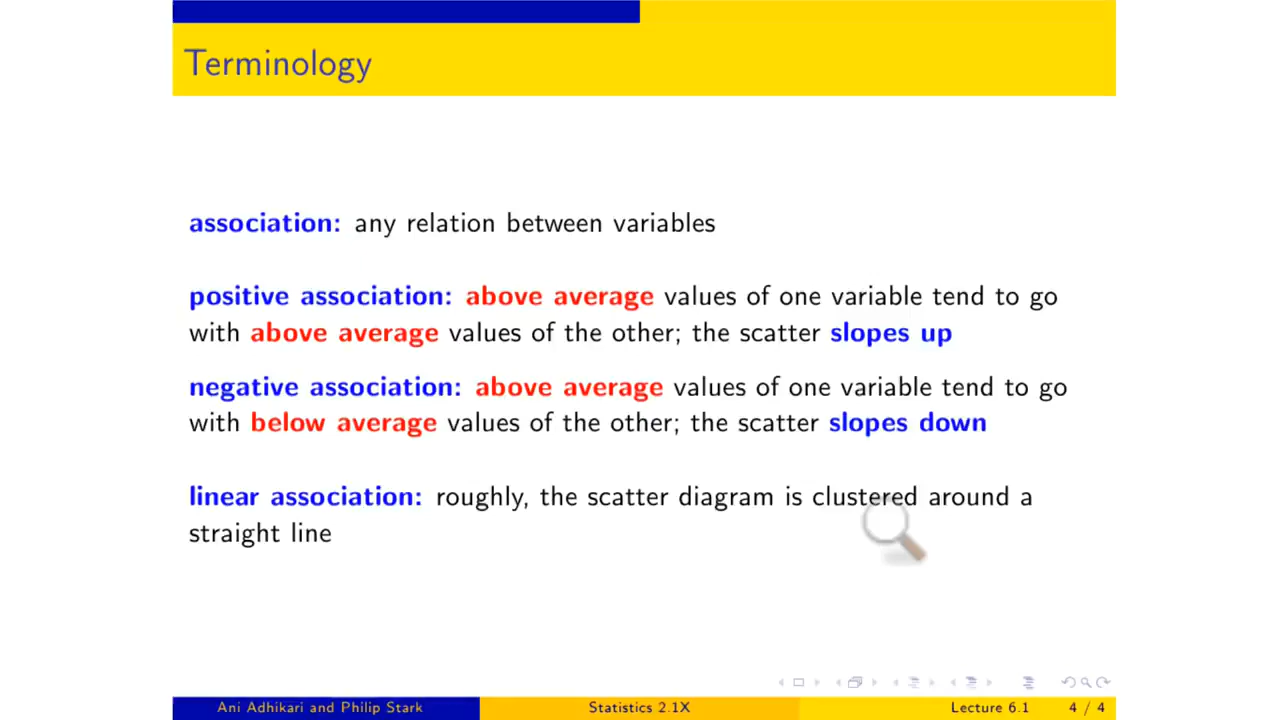 Terminology
association: any relation between variables
positive association: above average values of one variable tend to go
with above average values of the other; the scatter slopes up
negative association: above average values of one variable tend to go
with below average values of the other; the scatter slopes down
linear association: roughly, the scatter diagram is clustered around a
straight line
Ani Adhikari and Philip Stark
Statistics 2.1X
Lecture 6.1
4 / 4